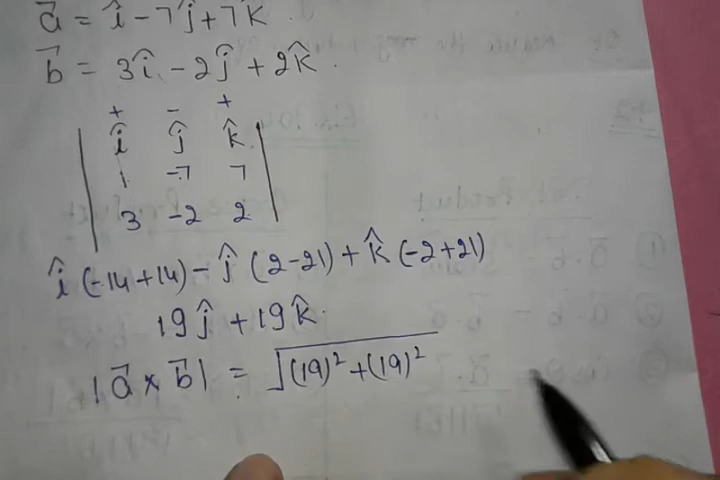 a⃗ = î - 7ĵ + 7k̂.
b⃗ = 3î - 2ĵ + 2k̂.
+ - +
î ĵ k̂
1 -7 7
3 -2 2
î (-14+14) - ĵ (2-21) + k̂ (-2+21)
19ĵ + 19k̂.
|a⃗ × b⃗| = √(19)² + (19)²